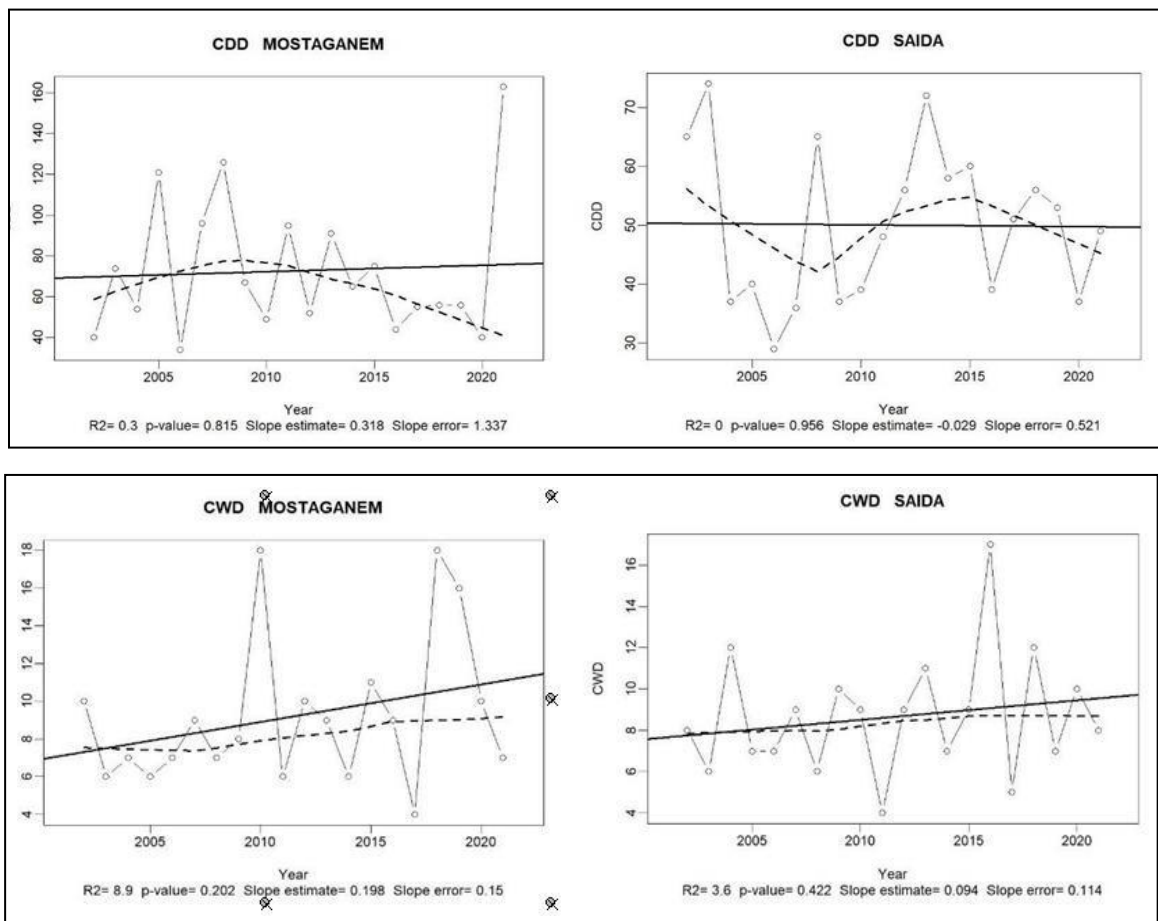 CDD MOSTAGANEM
160
140
120
100
80
60
40
2005 2010 2015 2020
Year
R2= 0.3 p-value= 0.815 Slope estimate= 0.318 Slope error= 1.337
CDD SAIDA
CDD
70
60
50
40
30
2005 2010 2015 2020
Year
R2= 0 p-value= 0.956 Slope estimate= -0.029 Slope error= 0.521
CWD MOSTAGANEM
18
16
14
12
10
8
6
4
2005 2010 2015 2020
Year
R2= 8.9 p-value= 0.202 Slope estimate= 0.198 Slope error= 0.15
CWD SAIDA
CWD
16
14
12
10
8
6
4
2005 2010 2015 2020
Year
R2= 3.6 p-value= 0.422 Slope estimate= 0.094 Slope error= 0.114